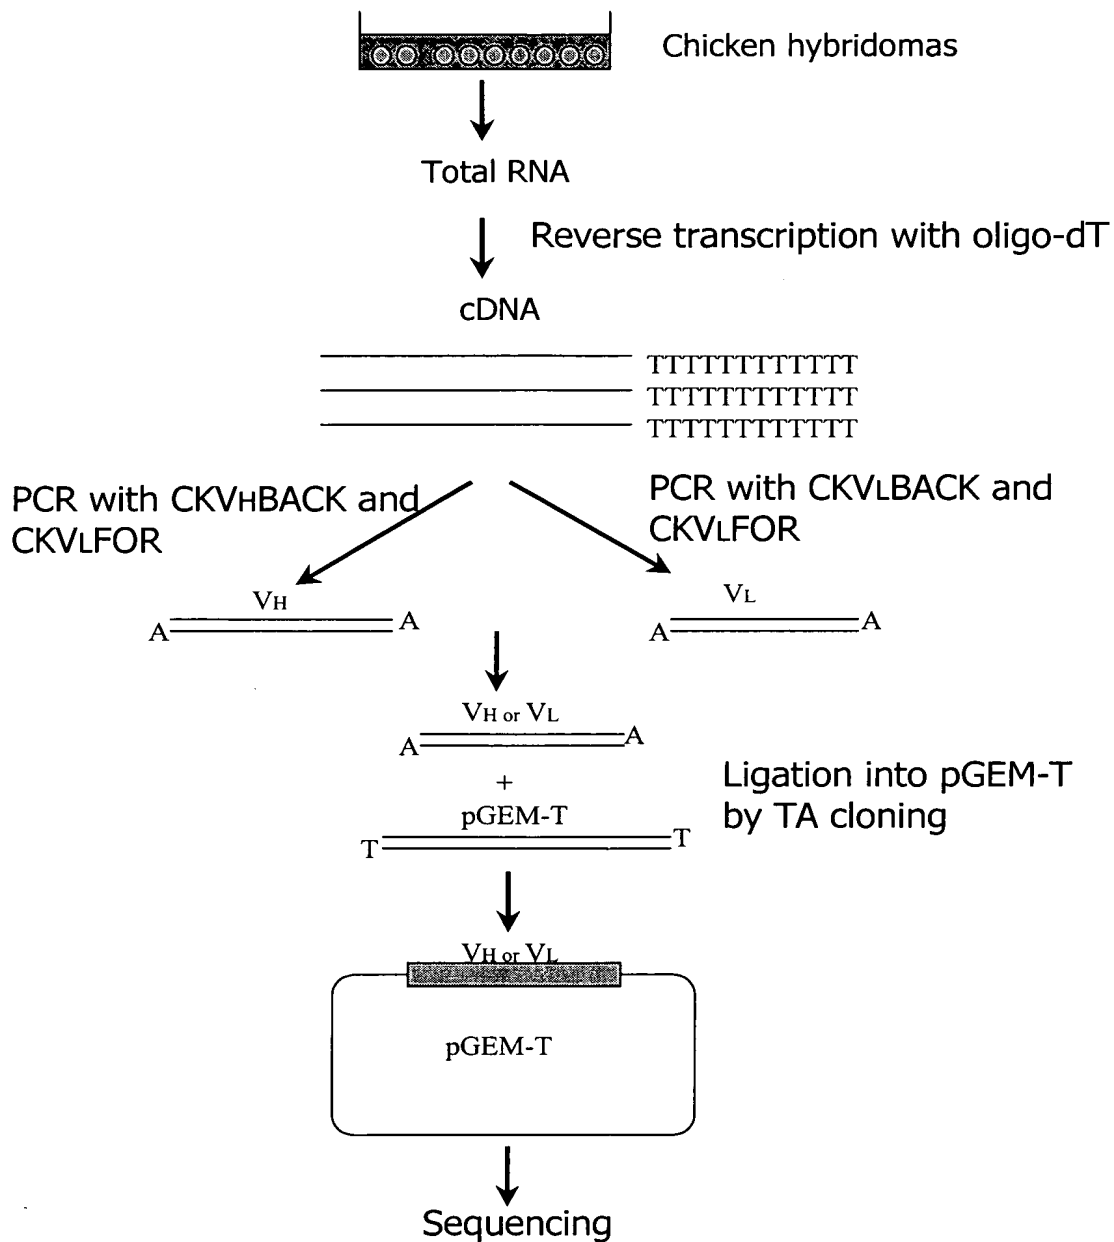 Chicken hybridomas
Total RNA
Reverse transcription with oligo-dT
cDNA
TTTTTTTTTTTT
TTTTTTTTTTTT
TTTTTTTTTTTT
PCR with CKVHBACK and
CKVLFOR
PCR with CKVLBACK and
CKVLFOR
VH
A A
VL
A A
VH or VL
A A
+
pGEM-T
T T
Ligation into pGEM-T
by TA cloning
VH or VL
pGEM-T
Sequencing